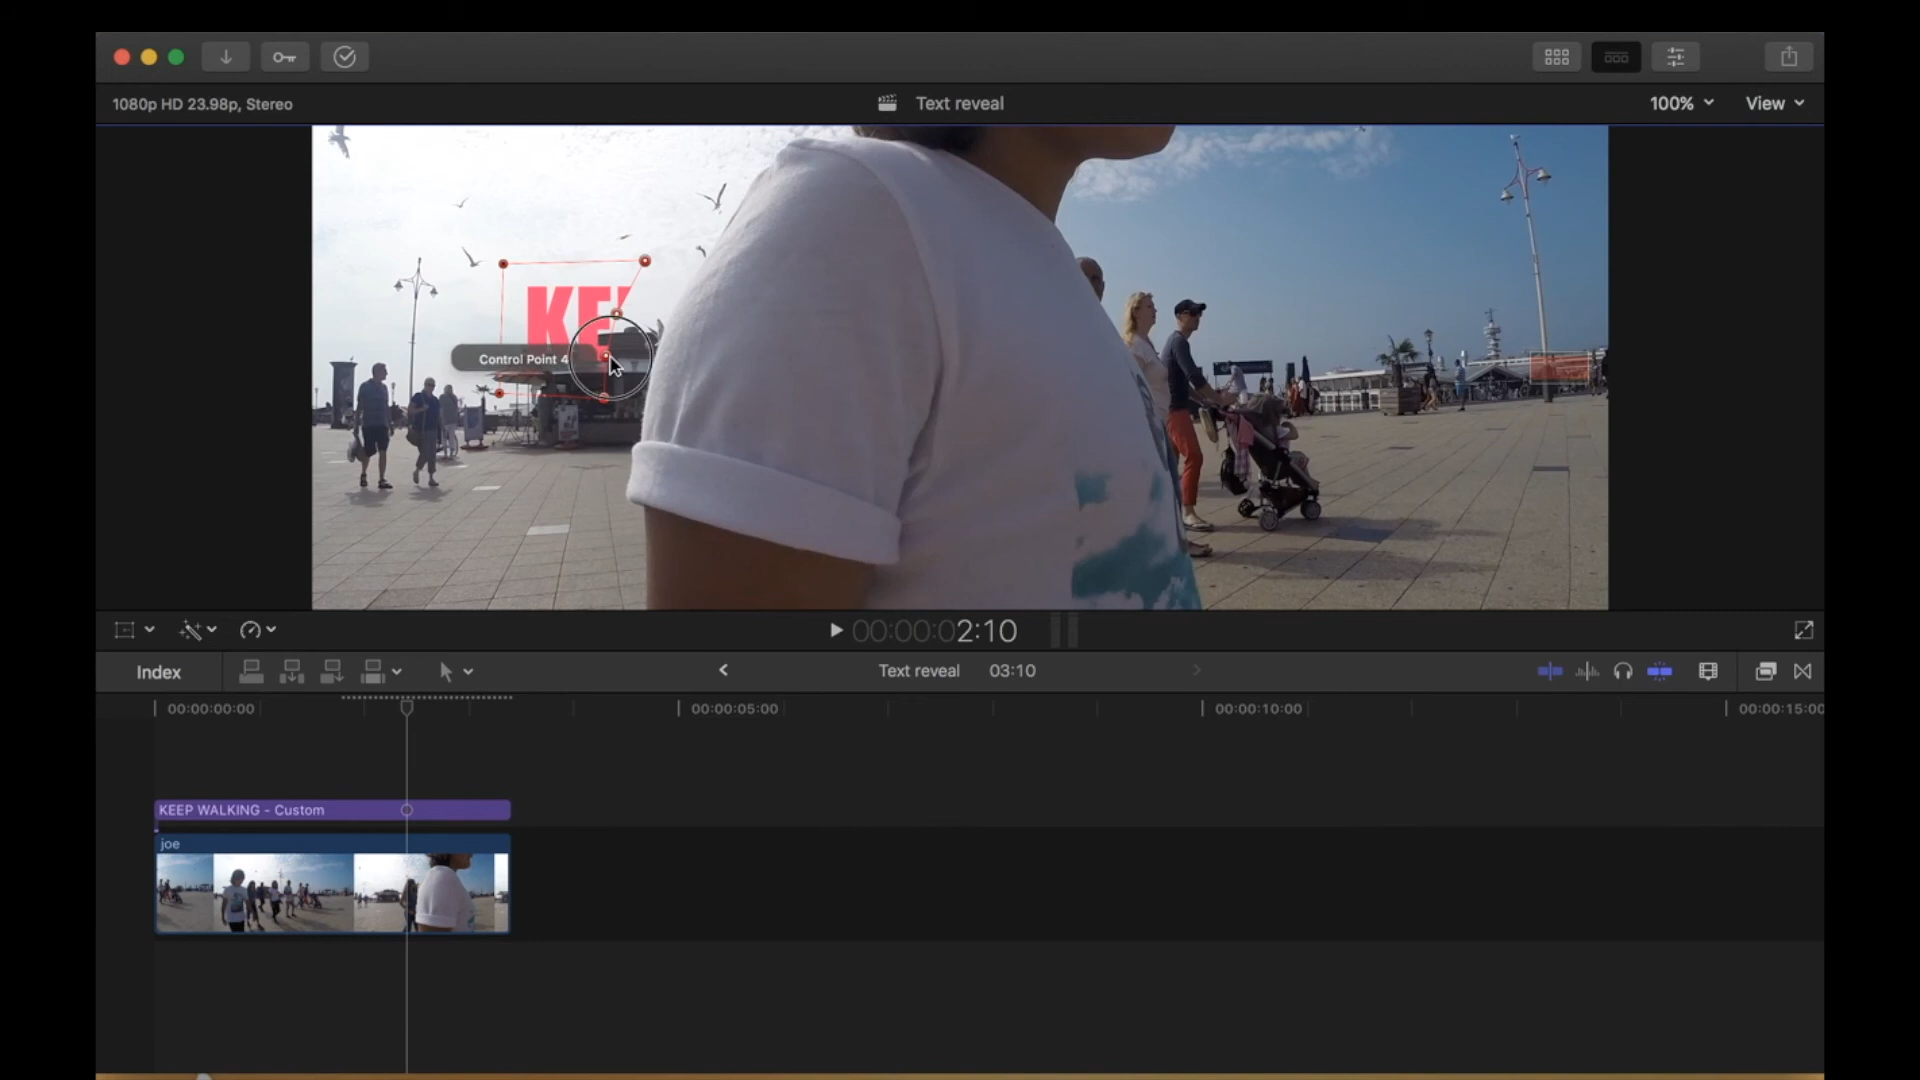 1080p HD 23.98p, Stereo
Text reveal
100%
View
KE
Control Point 4
00:00:02:10
Index
Text reveal
03:10
00:00:00:00
00:00:05:00
00:00:10:00
00:00:15:00
KEEP WALKING - Custom
joe